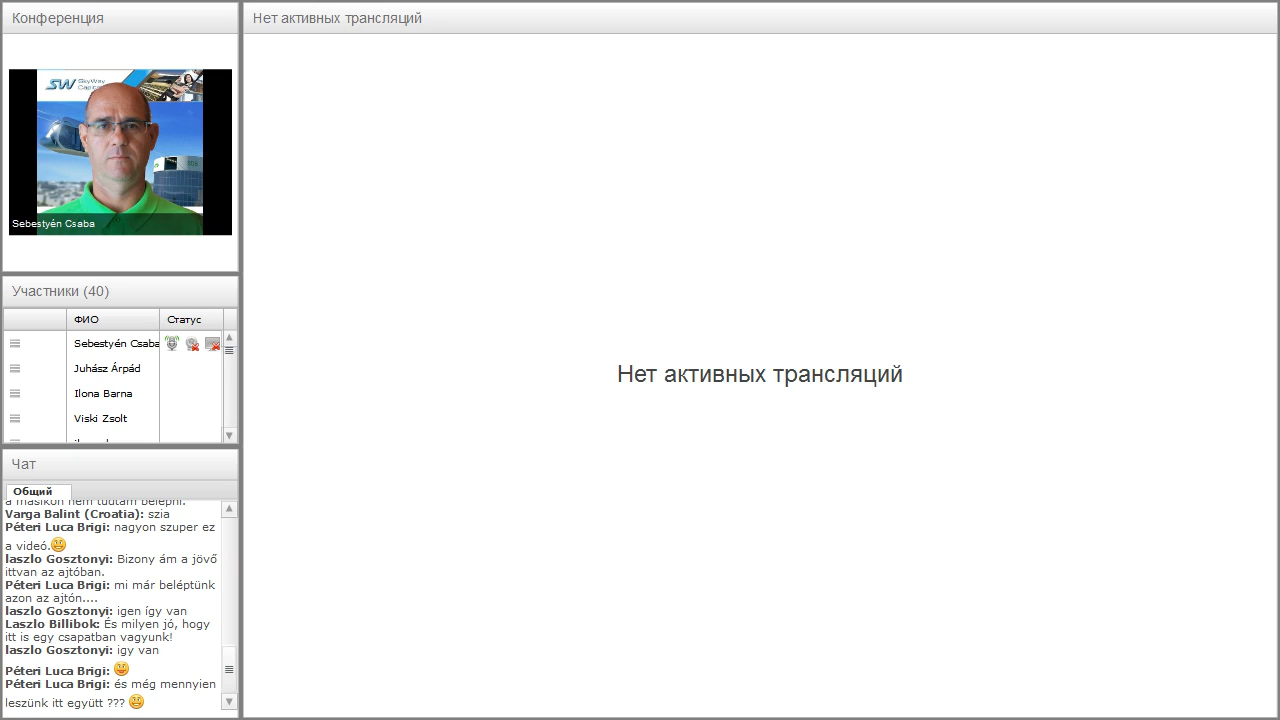 Конференция
SW SkyWay
Sebestyén Csaba
Участники (40)
ФИО Статус
Sebestyén Csaba
Juhász Árpád
Ilona Barna
Viski Zsolt
Чат
Общий
a másikon nem tudtam belépni.
Varga Balint (Croatia): szia
Péteri Luca Brigi: nagyon szuper ez
a videó.
laszlo Gosztonyi: Bizony ám a jövő
ittvan az ajtóban.
Péteri Luca Brigi: mi már beléptünk
azon az ajtón....
laszlo Gosztonyi: igen így van
Laszlo Billibok: És milyen jó, hogy
itt is egy csapatban vagyunk!
laszlo Gosztonyi: igy van
Péteri Luca Brigi:
Péteri Luca Brigi: és még mennyien
leszünk itt együtt ???
Нет активных трансляций
Нет активных трансляций